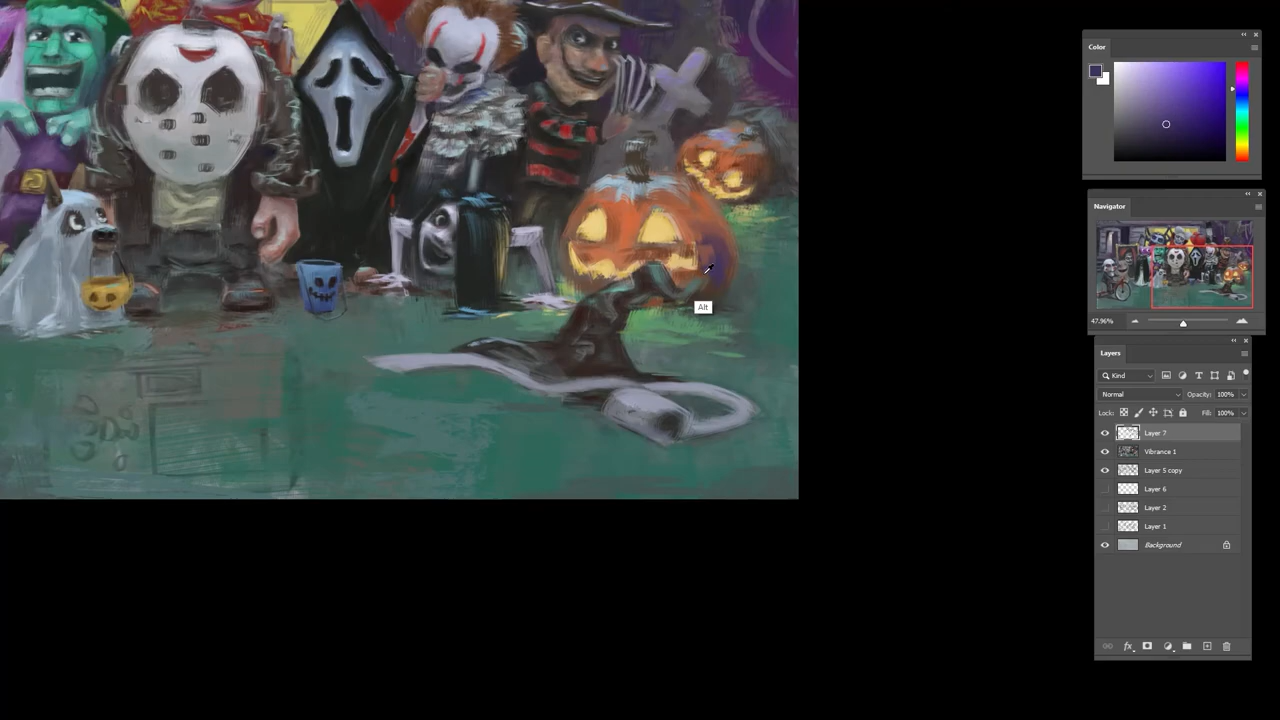 Color
Navigator
47.96%
Layers
Kind
Normal
Opacity: 100%
Lock:
Fill: 100%
Layer 7
Vibrance 1
Layer 5 copy
Layer 6
Layer 2
Layer 1
Background
fx
Alt